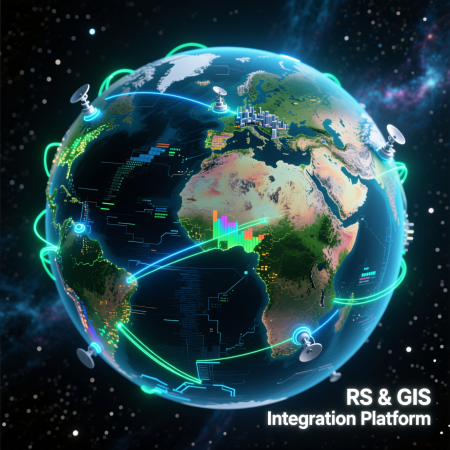 RS & GIS
Integration Platform